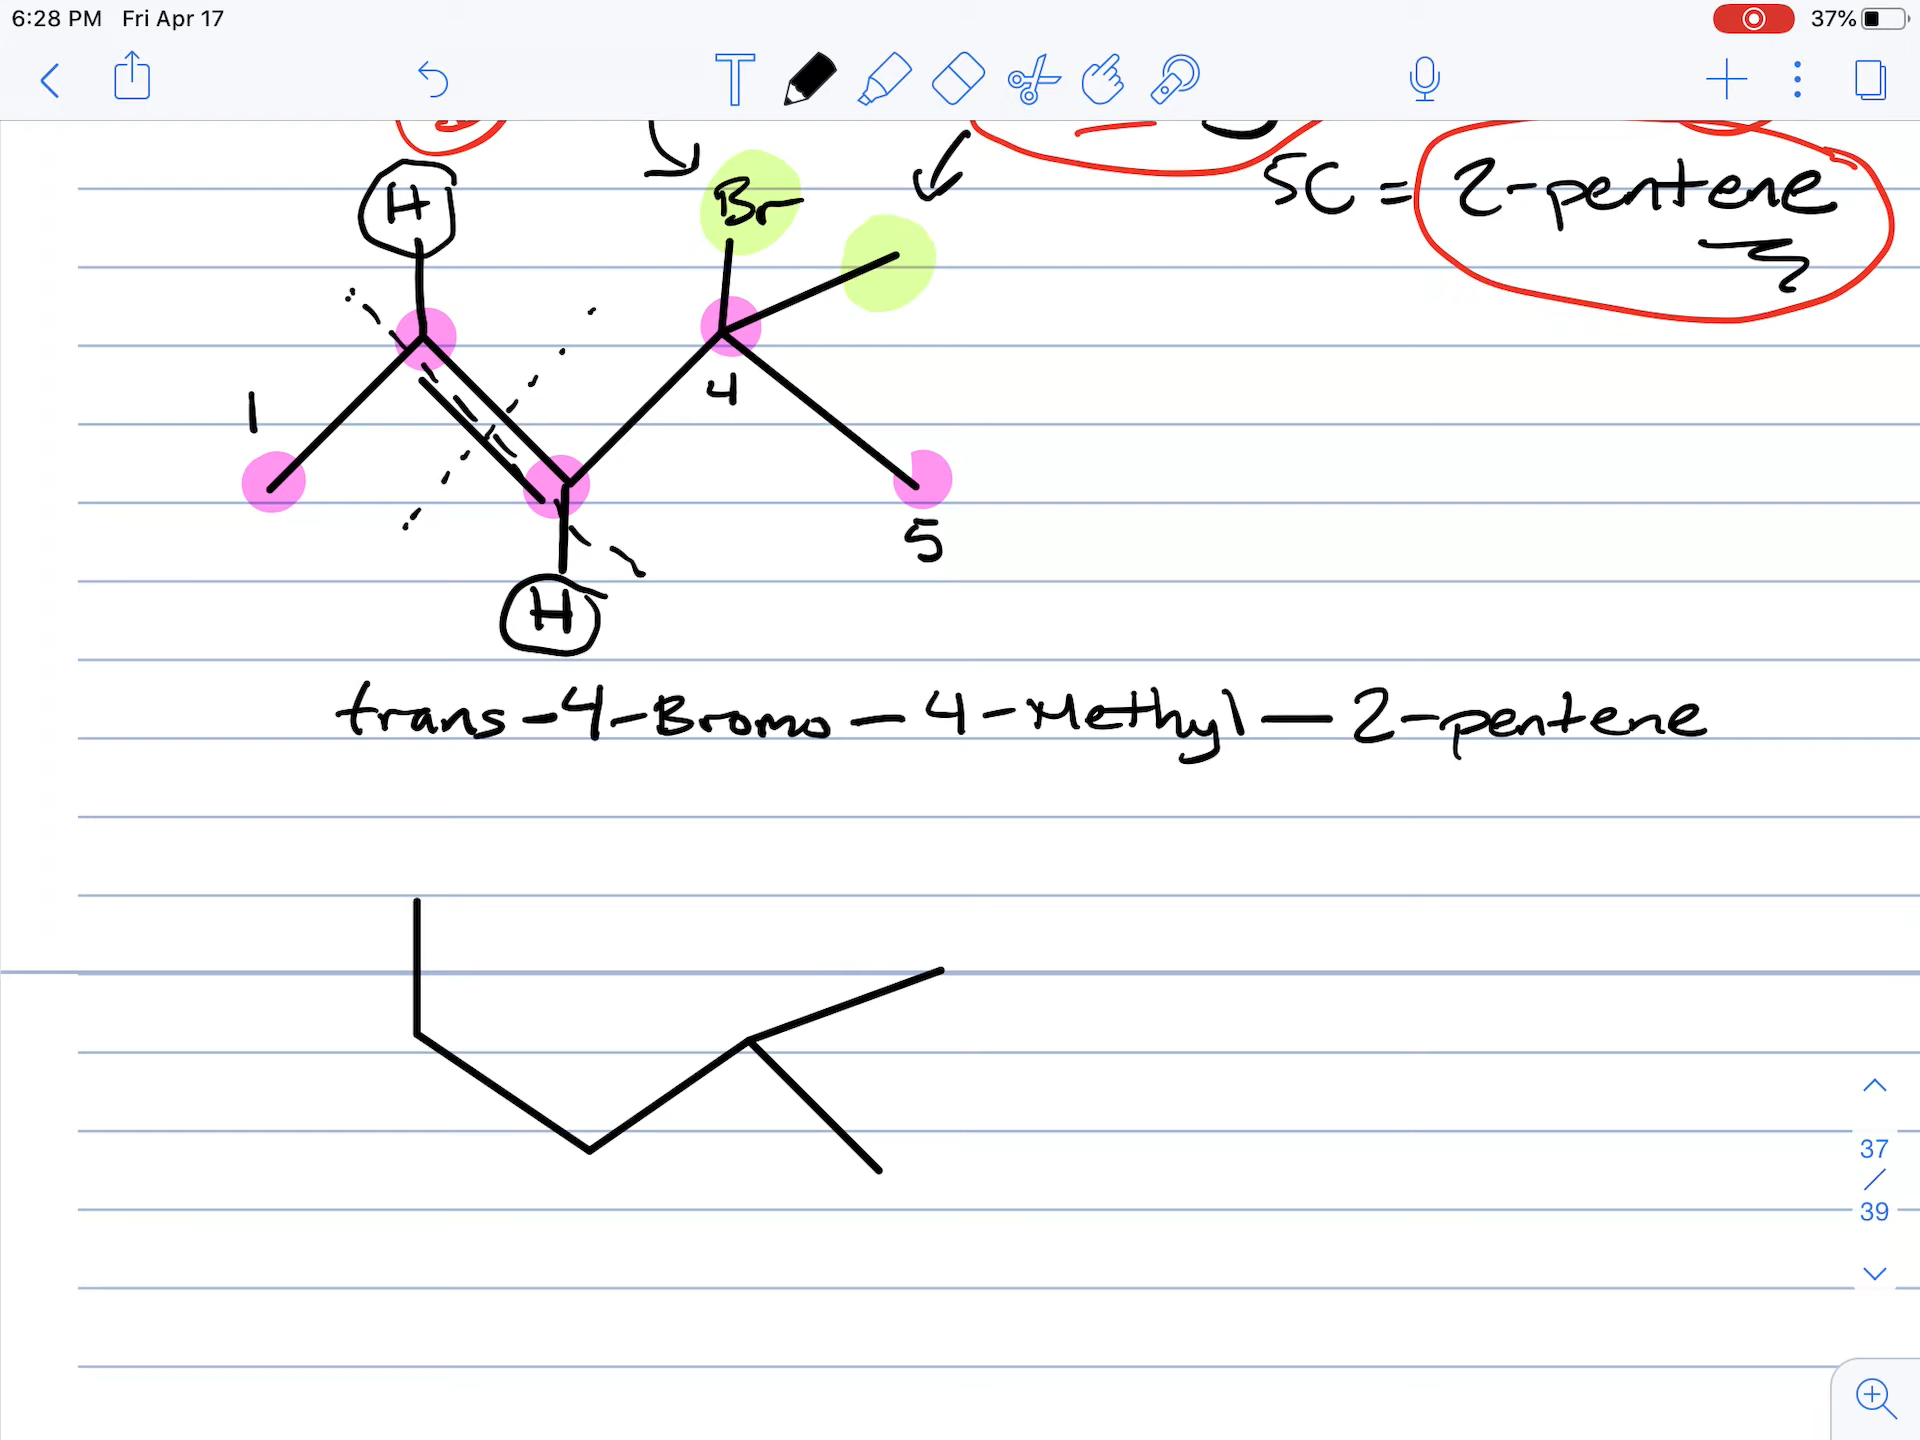 6:28 PM Fri Apr 17
37%
T
H
Br
5C = 2-pentene
1
4
5
H
trans-4-Bromo-4-Methyl-2-pentene
37
39